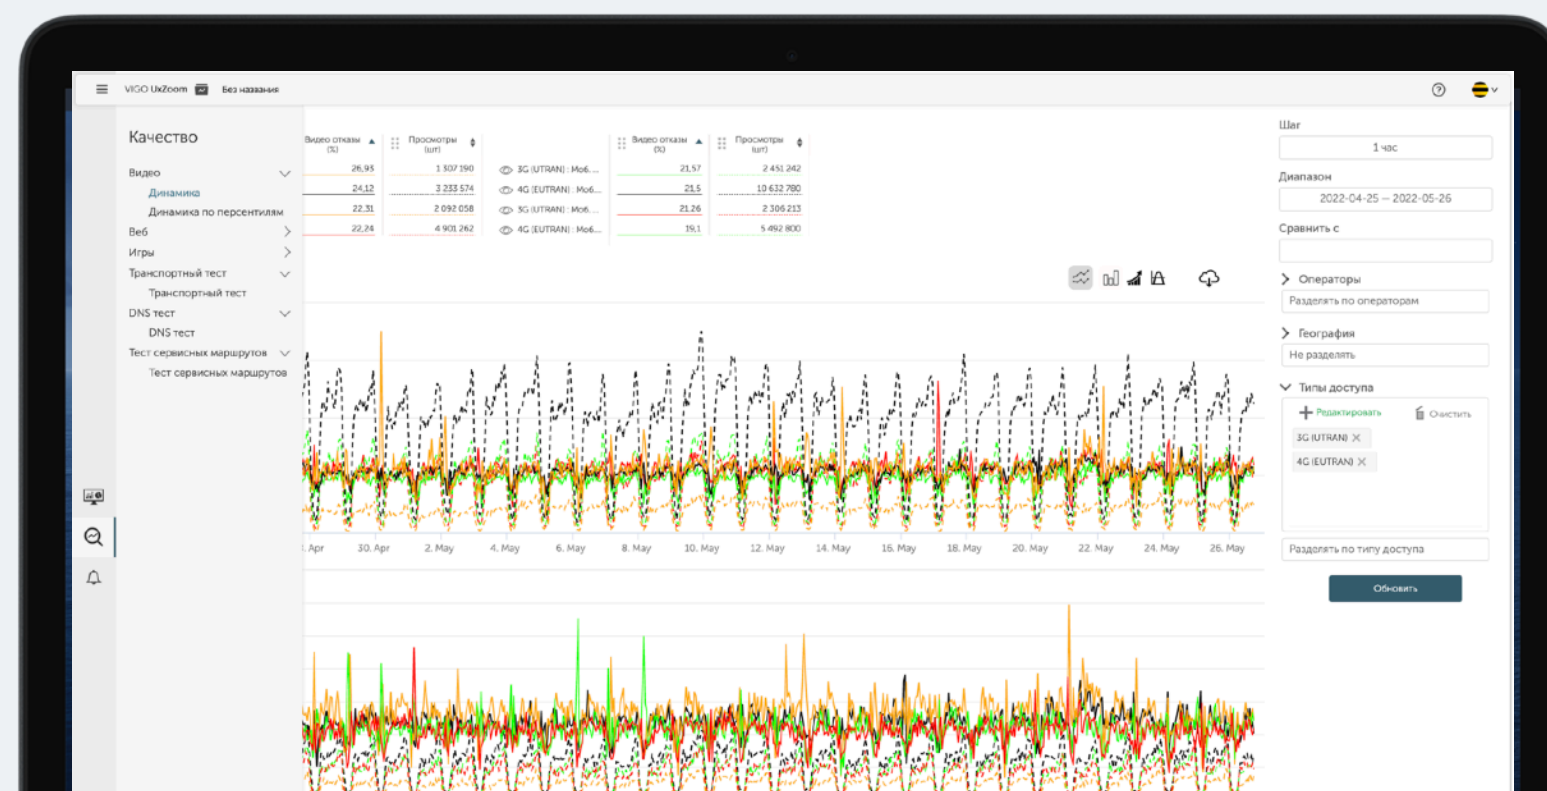 VIGO UxZoom Без названия
Качество
Видео
Динамика
Динамика по персентилям
Веб
Игры
Транспортный тест
Транспортный тест
DNS тест
DNS тест
Тест сервисных маршрутов
Тест сервисных маршрутов
Видео отказы (%) Просмотры (шт) Видео отказы (%) Просмотры (шт)
26,93 1 307 190 3G (UTRAN) : Моб. ... 21,57 2 451 242
24,12 3 233 574 4G (EUTRAN) : Моб.... 21,5 10 632 780
22,31 2 092 058 3G (UTRAN) : Моб. ... 21,26 2 306 213
22,24 4 901 262 4G (EUTRAN) : Моб.... 19,1 5 492 800
. Apr 30. Apr 2. May 4. May 6. May 8. May 10. May 12. May 14. May 16. May 18. May 20. May 22. May 24. May 26. May
Шаг
1 час
Диапазон
2022-04-25 — 2022-05-26
Сравнить с
Операторы
Разделять по операторам
География
Не разделять
Типы доступа
Редактировать Очистить
3G (UTRAN)
4G (EUTRAN)
Разделять по типу доступа
Обновить